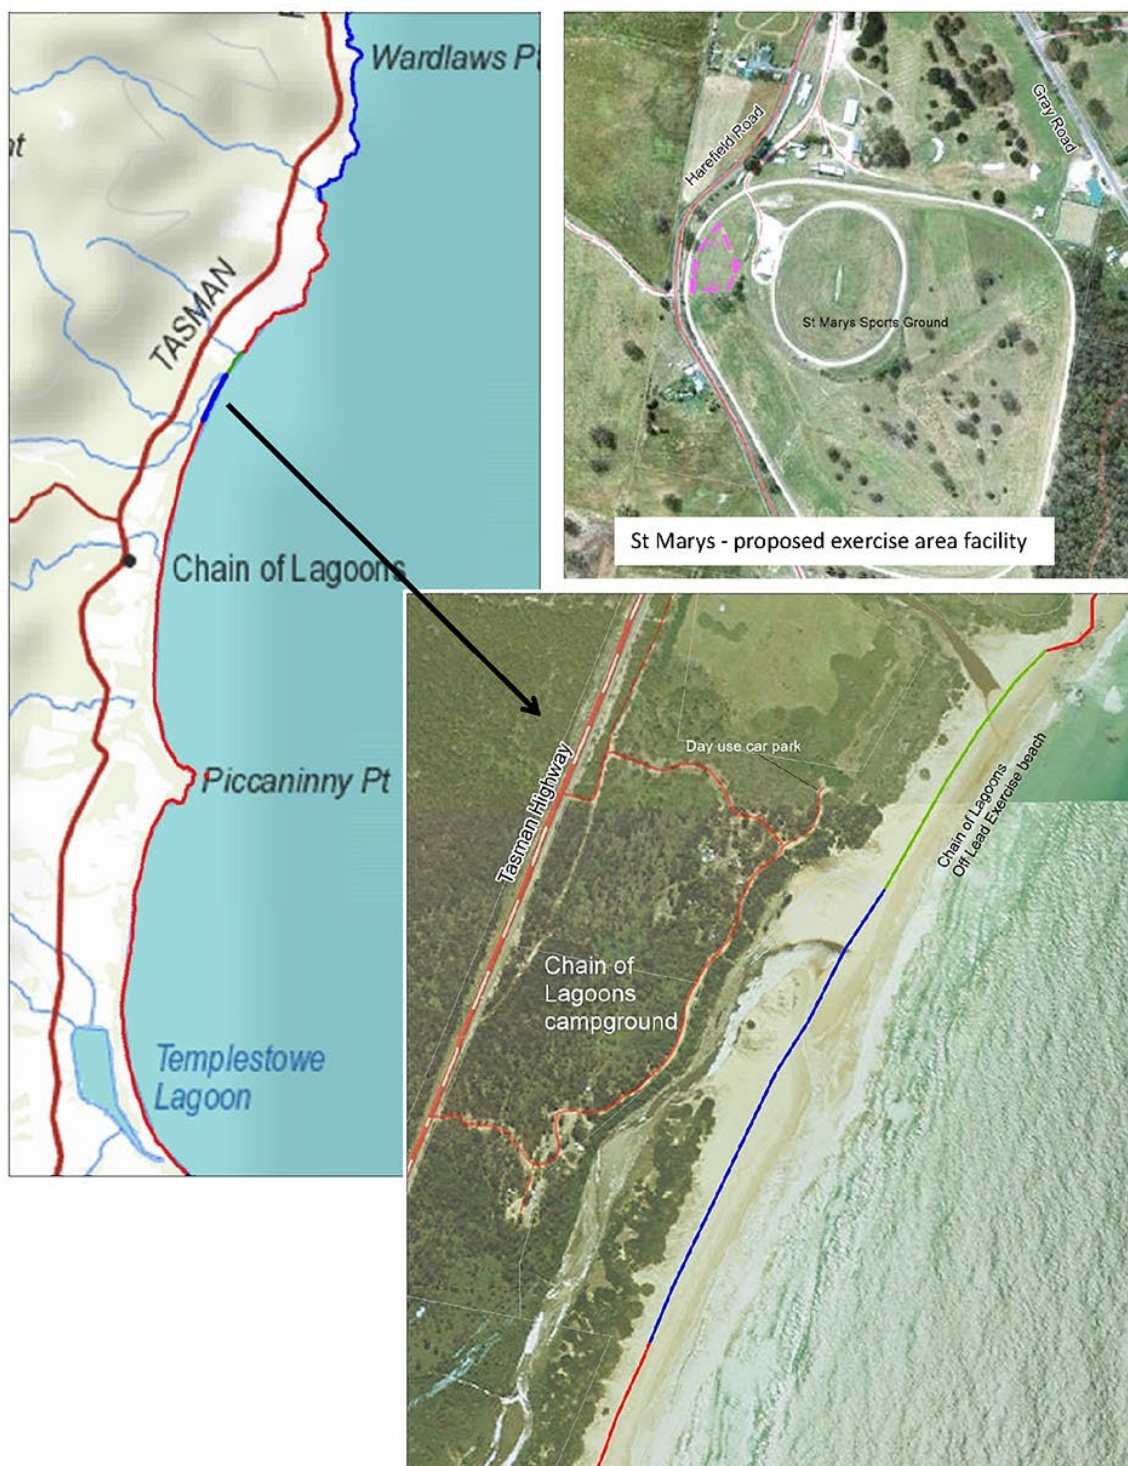 Wardlaws Pt
TASMAN
Chain of Lagoons
Piccaninny Pt
Templestowe
Lagoon
Harefield Road
Gray Road
St Marys Sports Ground
St Marys - proposed exercise area facility
Day use car park
Tasman Highway
Chain of Lagoons
Off Lead Exercise beach
Chain of
Lagoons
campground